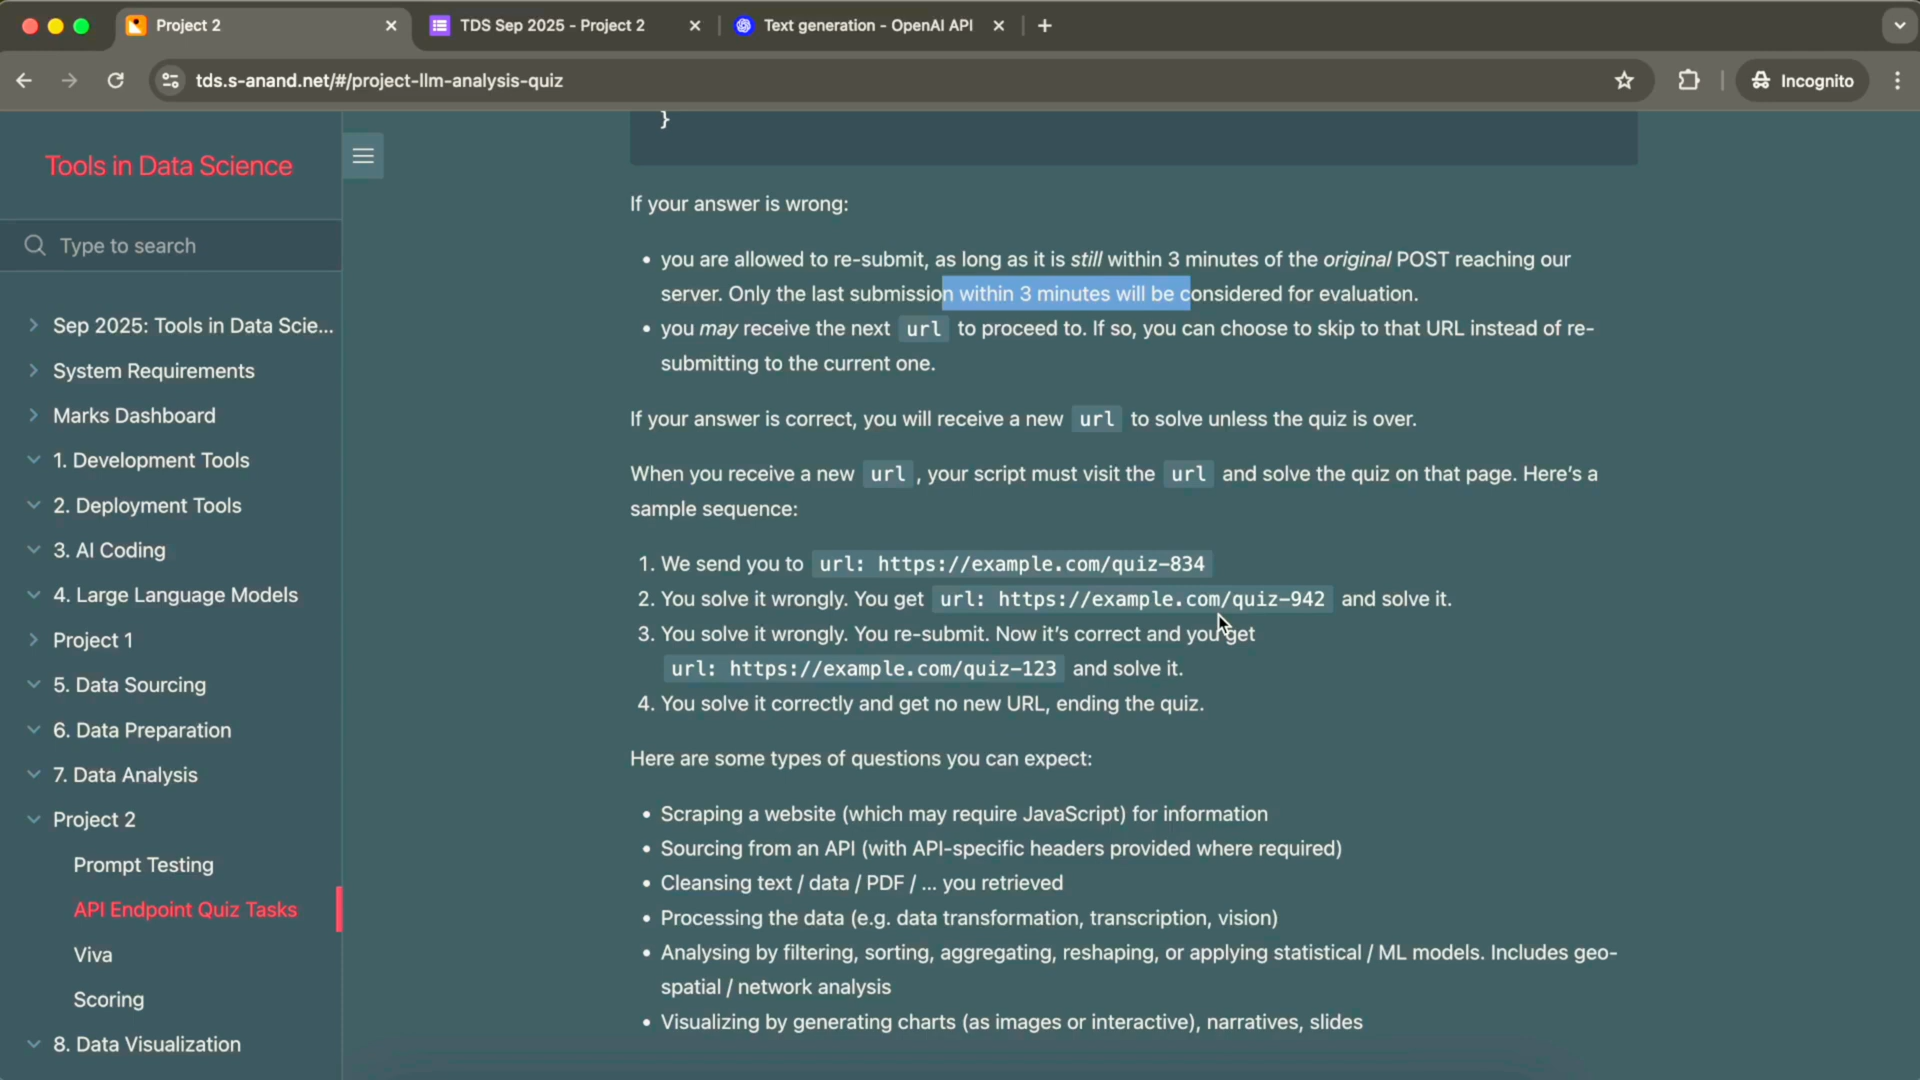 Project 2
TDS Sep 2025 - Project 2
Text generation - OpenAI API
tds.s-anand.net/#/project-llm-analysis-quiz
Incognito
Tools in Data Science
Type to search
Sep 2025: Tools in Data Scie...
System Requirements
Marks Dashboard
1. Development Tools
2. Deployment Tools
3. AI Coding
4. Large Language Models
Project 1
5. Data Sourcing
6. Data Preparation
7. Data Analysis
Project 2
Prompt Testing
API Endpoint Quiz Tasks
Viva
Scoring
8. Data Visualization
}
If your answer is wrong:
• you are allowed to re-submit, as long as it is still within 3 minutes of the original POST reaching our
server. Only the last submission within 3 minutes will be considered for evaluation.
• you may receive the next url to proceed to. If so, you can choose to skip to that URL instead of re-
submitting to the current one.
If your answer is correct, you will receive a new url to solve unless the quiz is over.
When you receive a new url, your script must visit the url and solve the quiz on that page. Here's a
sample sequence:
1. We send you to url: https://example.com/quiz-834
2. You solve it wrongly. You get url: https://example.com/quiz-942 and solve it.
3. You solve it wrongly. You re-submit. Now it's correct and you get
url: https://example.com/quiz-123 and solve it.
4. You solve it correctly and get no new URL, ending the quiz.
Here are some types of questions you can expect:
• Scraping a website (which may require JavaScript) for information
• Sourcing from an API (with API-specific headers provided where required)
• Cleansing text / data / PDF / ... you retrieved
• Processing the data (e.g. data transformation, transcription, vision)
• Analysing by filtering, sorting, aggregating, reshaping, or applying statistical / ML models. Includes geo-
spatial / network analysis
• Visualizing by generating charts (as images or interactive), narratives, slides